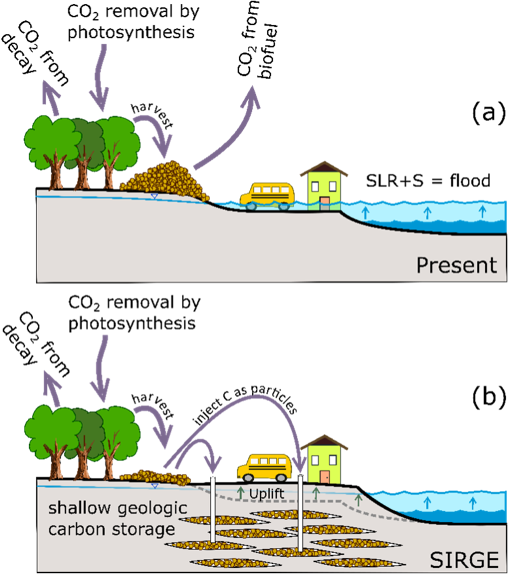 CO₂ removal by
photosynthesis
CO₂ from
decay
CO₂ from
biofuel
harvest
(a)
SLR+S = flood
Present
CO₂ removal by
photosynthesis
CO₂ from
decay
harvest
inject C as particles
(b)
Uplift
shallow geologic
carbon storage
SIRGE